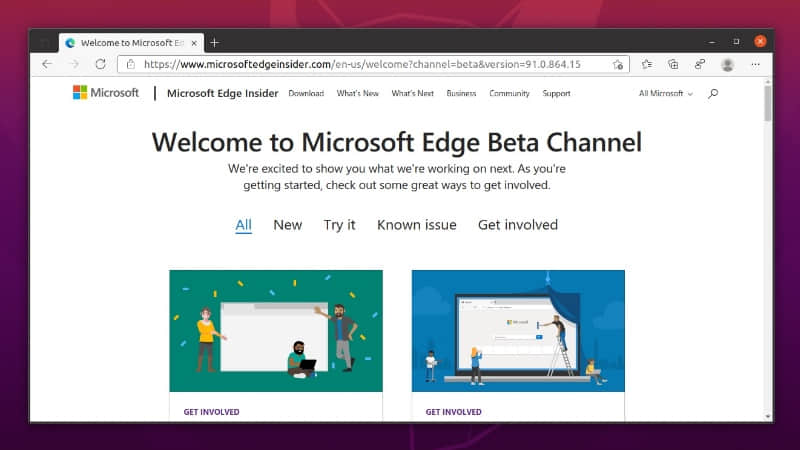 Welcome to Microsoft Ed
https://www.microsoftedgeinsider.com/en-us/welcome?channel=beta&version=91.0.864.15
Microsoft | Microsoft Edge Insider Download What's New What's Next Business Community Support All Microsoft
Welcome to Microsoft Edge Beta Channel
We're excited to show you what we're working on next. As you're
getting started, check out some great ways to get involved.
All New Try it Known issue Get involved
Microsoft
GET INVOLVED GET INVOLVED